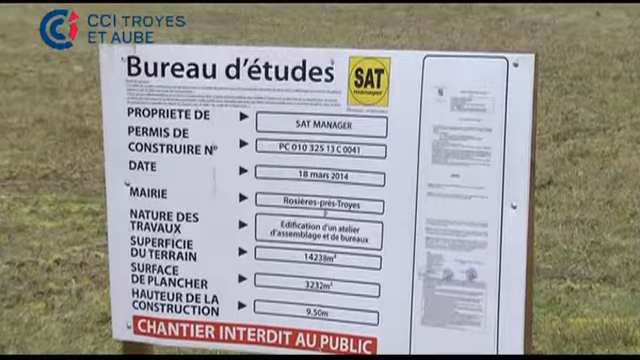 CCI TROYES
ET AUBE
Bureau d'études
SAT
manager
PROPRIETE DE
SAT MANAGER
PERMIS DE
CONSTRUIRE N°
PC 010 325 13 C 0041
DATE
18 mars 2014
MAIRIE
Rosières-près-Troyes
NATURE DES
TRAVAUX
Edification d'un atelier
d'assemblage et de bureaux
SUPERFICIE
DU TERRAIN
14238m²
SURFACE
DE PLANCHER
3232m²
HAUTEUR DE LA
CONSTRUCTION
9,50m
CHANTIER INTERDIT AU PUBLIC